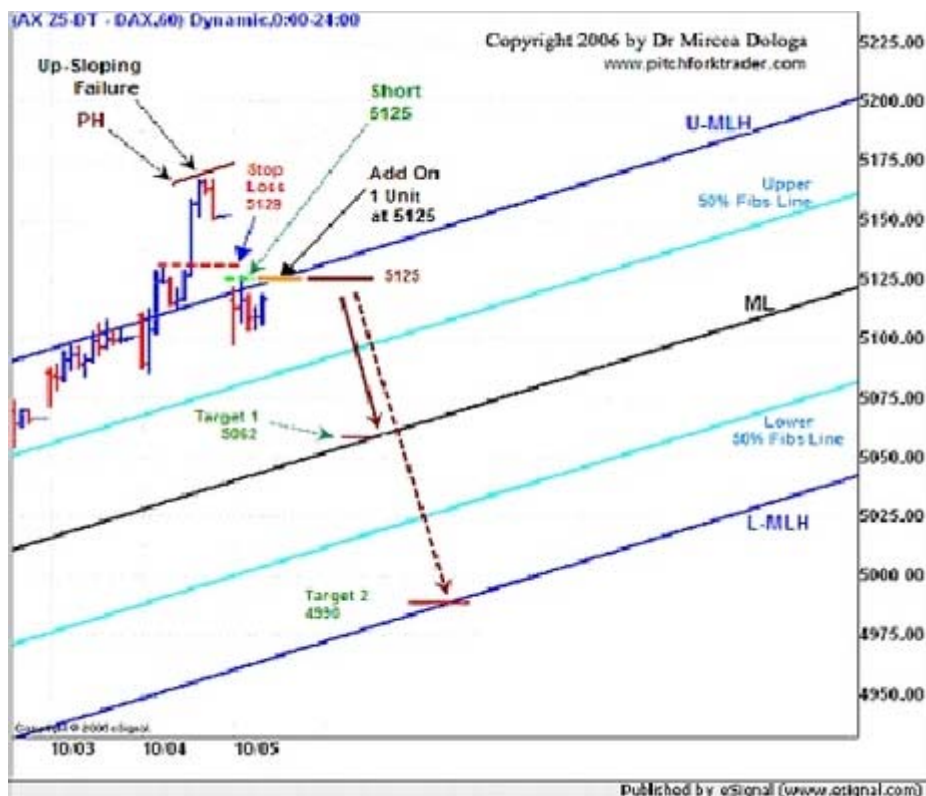 (AX Z5-DT - DAX,60) Dynamic,0:00-24:00
Copyright 2006 by Dr Mircea Dologa
www.pitchforktrader.com
Up-Sloping
Failure
PH
Stop
Loss
5129
Short
5125
Add On
1 Unit
at 5125
U-MLH
Upper
50% Fibs Line
5125
ML
Target 1
5062
Lower
50% Fibs Line
L-MLH
Target 2
4990
5225.00
5200.00
5175.00
5150.00
5125.00
5100.00
5075.00
5050.00
5025.00
5000.00
4975.00
4950.00
Copyright © 2006 eSignal.
10/03
10/04
10/05
Published by eSignal (www.esignal.com)